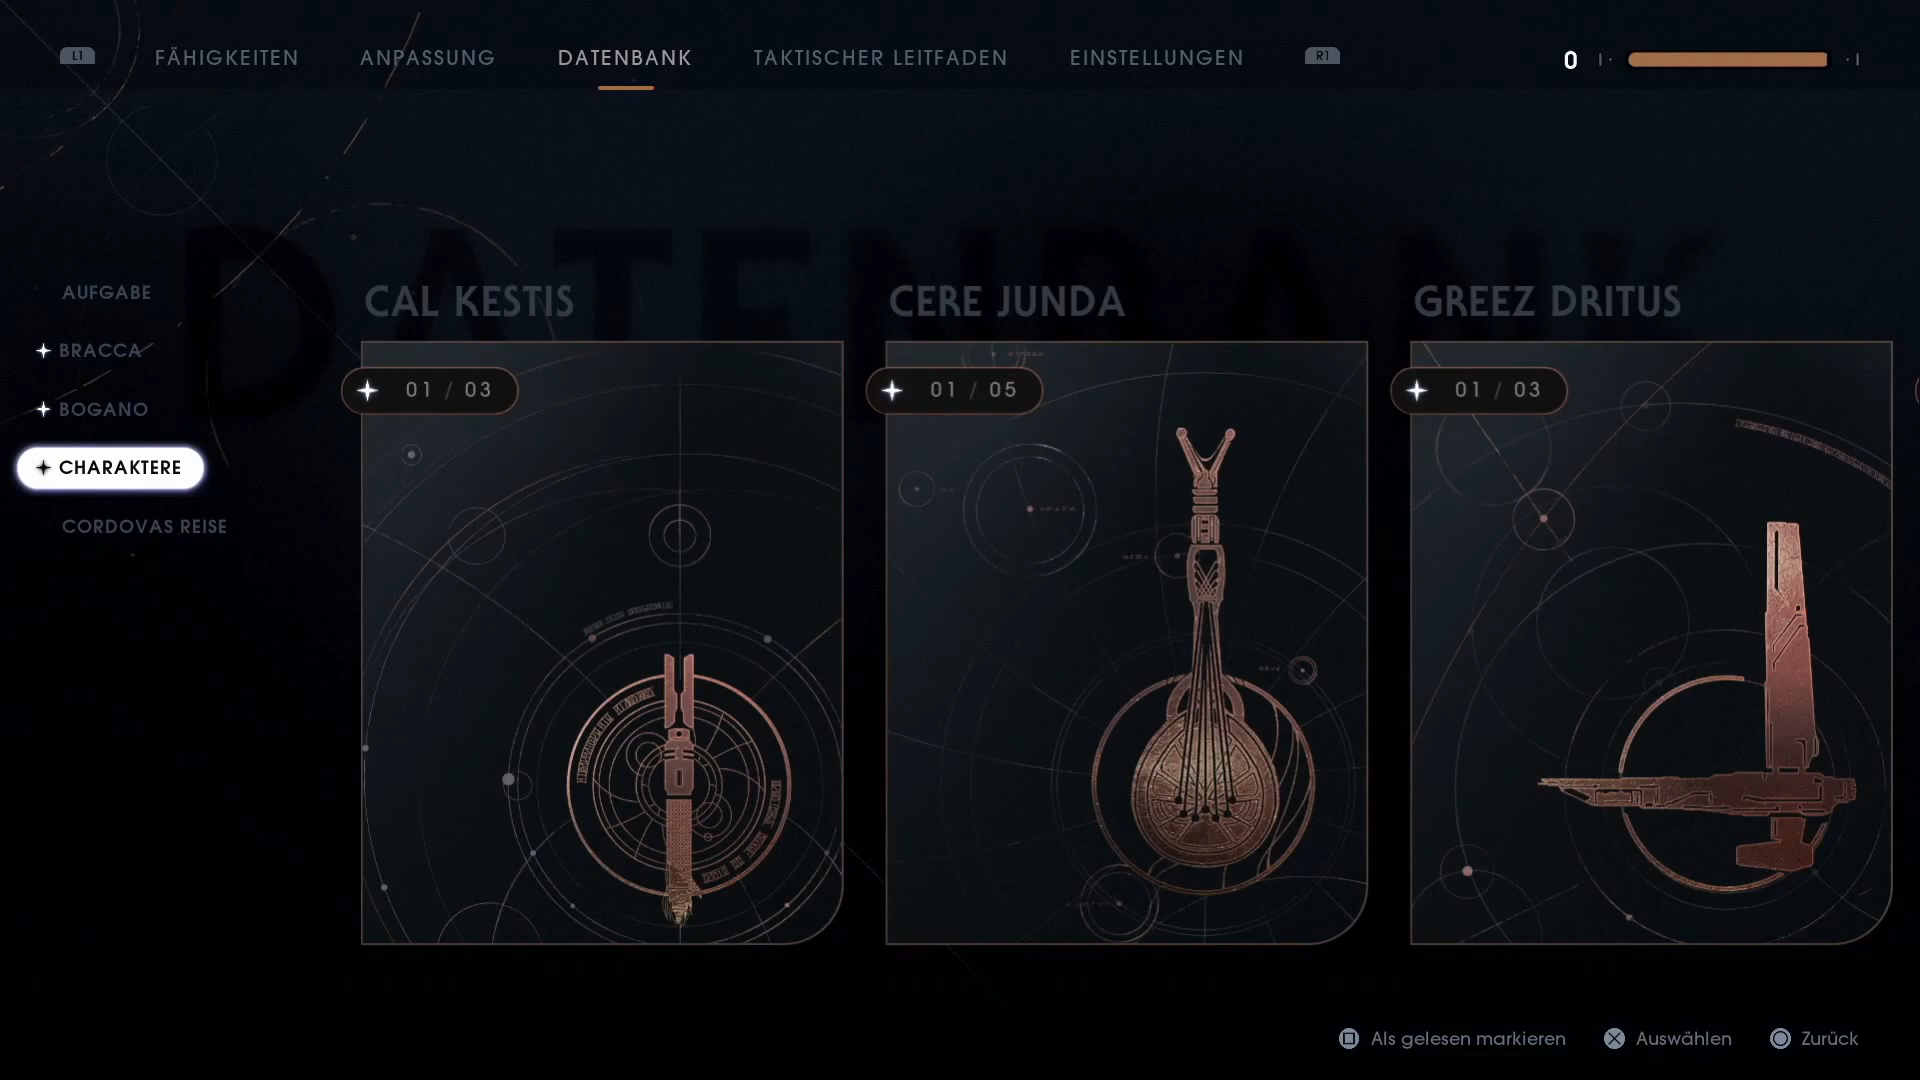 L1 FÄHIGKEITEN ANPASSUNG DATENBANK TAKTISCHER LEITFADEN EINSTELLUNGEN R1 0
DATENBANK
AUFGABE
BRACCA
BOGANO
CHARAKTERE
CORDOVAS REISE
CAL KESTIS CERE JUNDA GREEZ DRITUS
01 / 03 01 / 05 01 / 03
Als gelesen markieren Auswählen Zurück